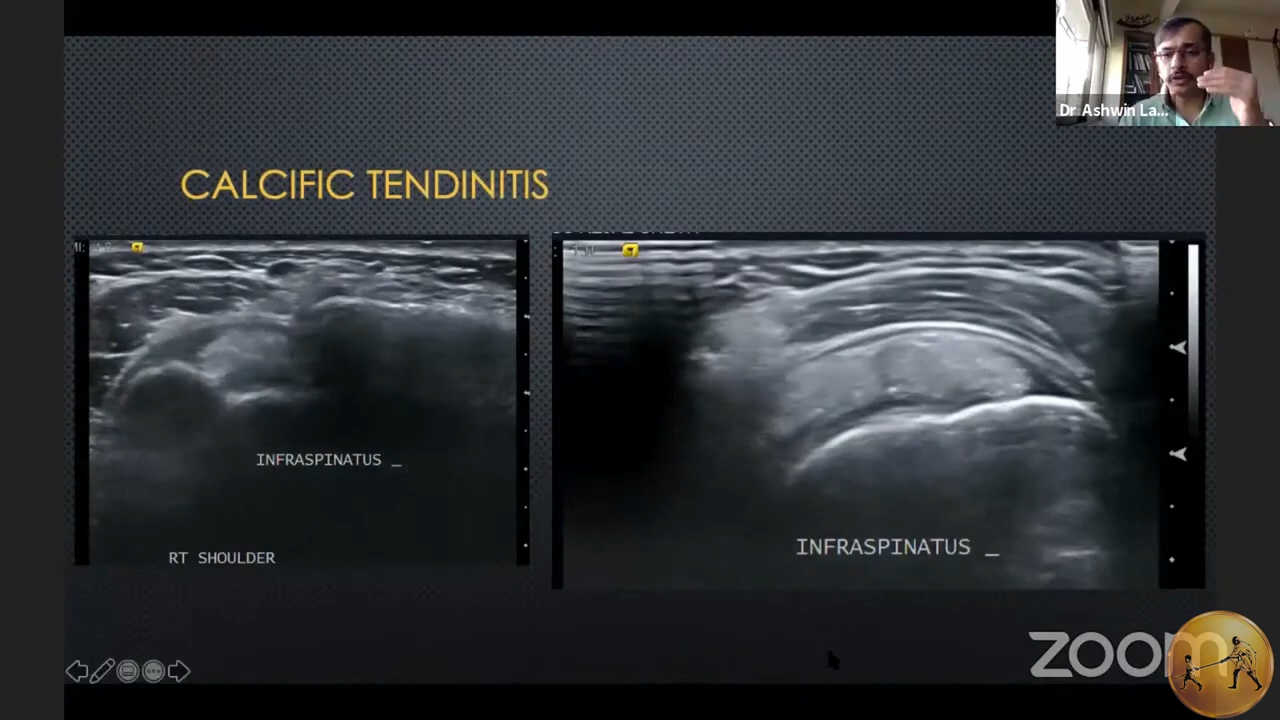 Dr Ashwin La...
CALCIFIC TENDINITIS
INFRASPINATUS _
RT SHOULDER
INFRASPINATUS _
zoom